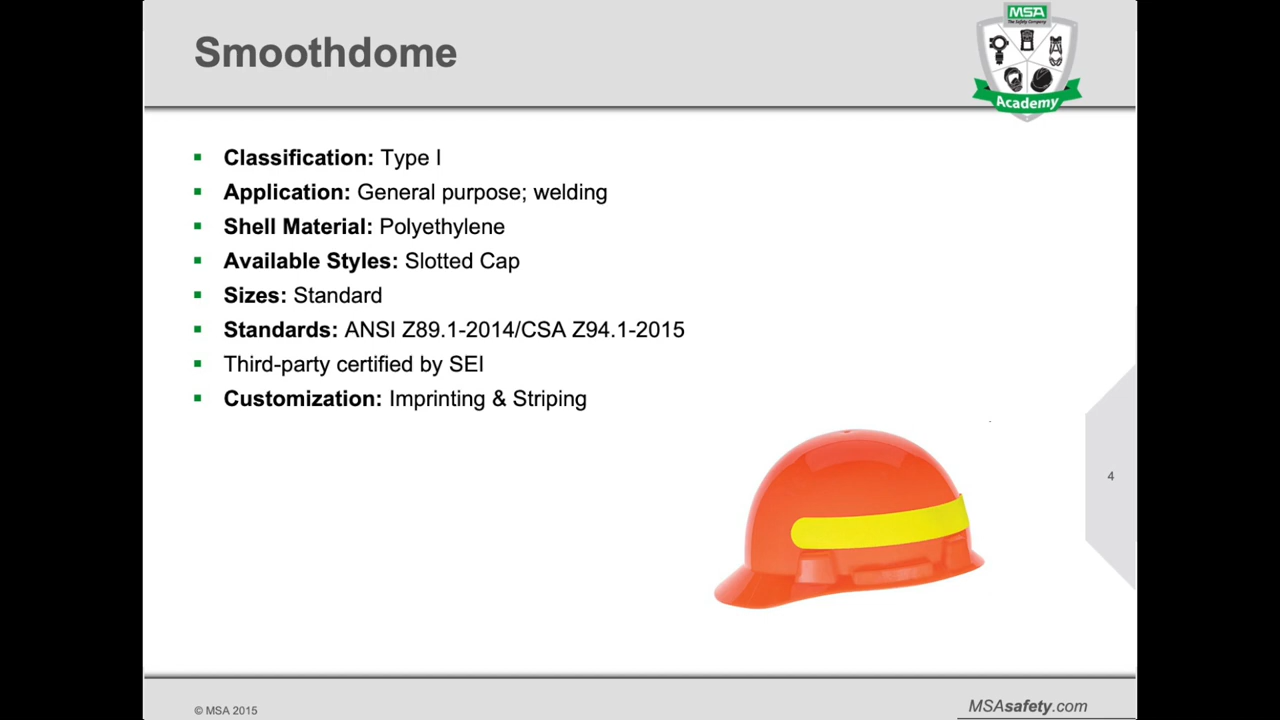 Smoothdome
MSA
The Safety Company
Academy
Classification: Type I
Application: General purpose; welding
Shell Material: Polyethylene
Available Styles: Slotted Cap
Sizes: Standard
Standards: ANSI Z89.1-2014/CSA Z94.1-2015
Third-party certified by SEI
Customization: Imprinting & Striping
4
© MSA 2015
MSAsafety.com